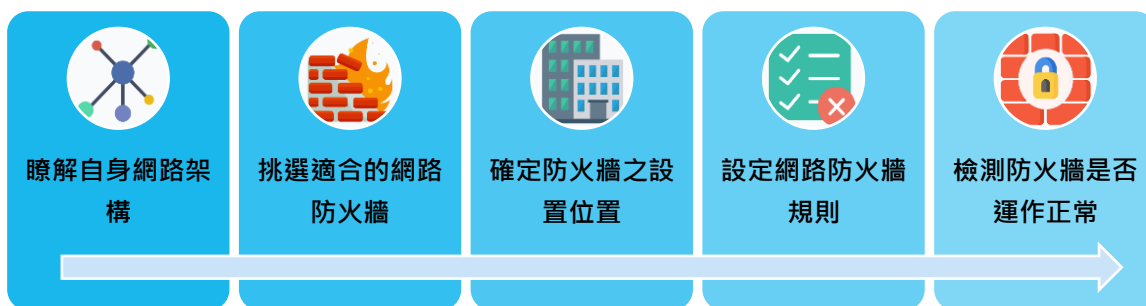 瞭解自身網路架
構
挑選適合的網路
防火牆
確定防火牆之設
置位置
設定網路防火牆
規則
檢測防火牆是否
運作正常